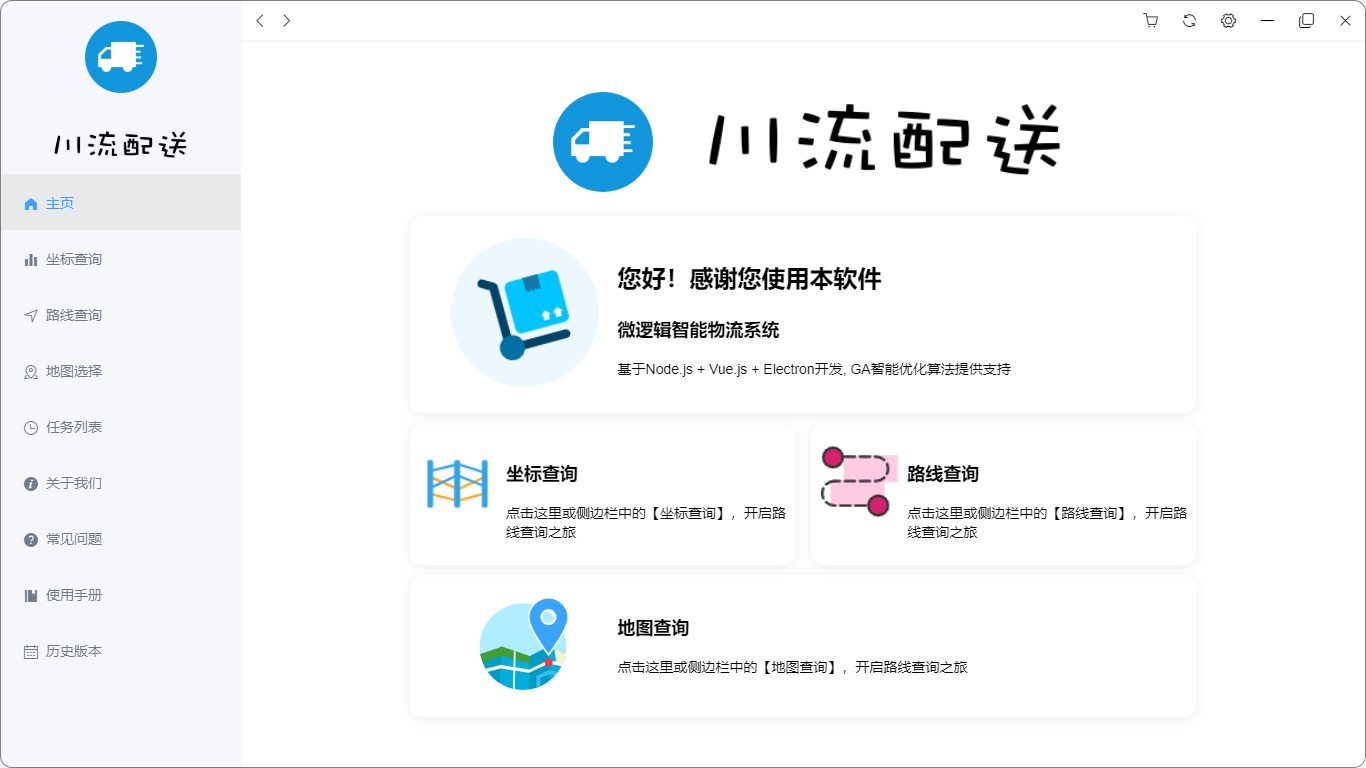 川流配送
主页
坐标查询
路线查询
地图选择
任务列表
关于我们
常见问题
使用手册
历史版本
川流配送
您好！感谢您使用本软件
微逻辑智能物流系统
基于Node.js + Vue.js + Electron开发, GA智能优化算法提供支持
坐标查询
点击这里或侧边栏中的【坐标查询】，开启路
线查询之旅
路线查询
点击这里或侧边栏中的【路线查询】，开启路
线查询之旅
地图查询
点击这里或侧边栏中的【地图查询】，开启路线查询之旅